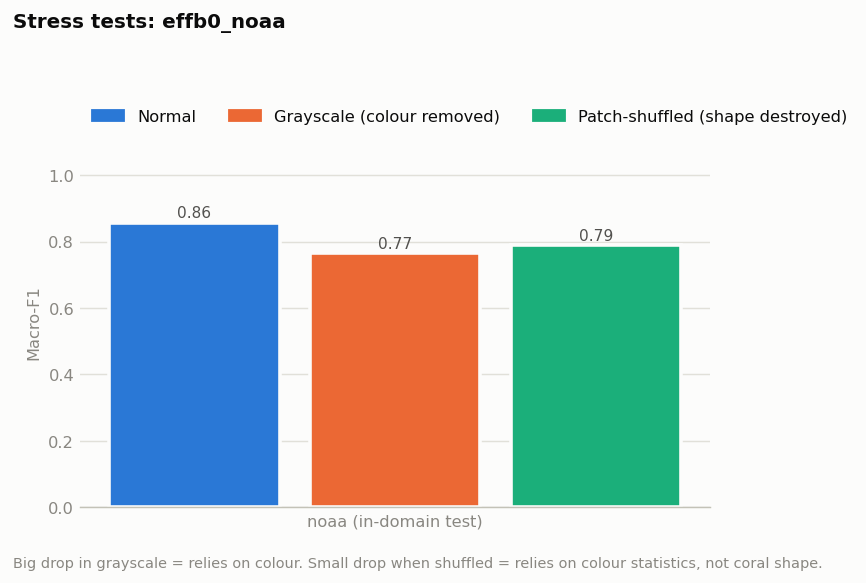 Stress tests: effb0_noaa
Normal Grayscale (colour removed) Patch-shuffled (shape destroyed)
1.0
0.8
0.6
0.4
0.2
0.0
Macro-F1
0.86
0.77
0.79
noaa (in-domain test)
Big drop in grayscale = relies on colour. Small drop when shuffled = relies on colour statistics, not coral shape.